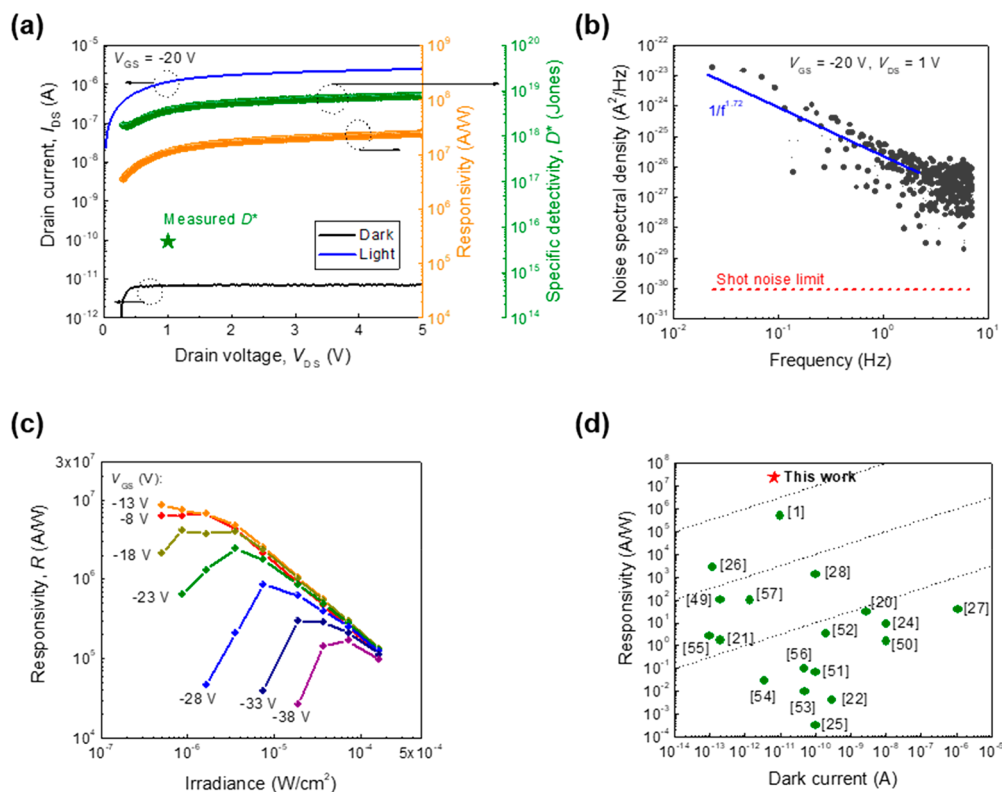 (a)
V_GS = -20 V
Drain current, I_DS (A)
10^-5
10^-6
10^-7
10^-8
10^-9
10^-10
10^-11
10^-12
0
1
2
3
4
5
Drain voltage, V_DS (V)
Measured D*
Dark
Light
10^9
10^8
10^7
10^6
10^5
10^4
Responsivity (A/W)
10^20
10^19
10^18
10^17
10^16
10^15
10^14
Specific detectivity, D* (Jones)
(b)
Noise spectral density (A^2/Hz)
10^-22
10^-23
10^-24
10^-25
10^-26
10^-27
10^-28
10^-29
10^-30
10^-31
V_GS = -20 V, V_DS = 1 V
1/f^1.72
Shot noise limit
10^-2
10^-1
10^0
10^1
Frequency (Hz)
(c)
Responsivity, R (A/W)
3x10^7
10^7
10^6
10^5
10^4
V_GS (V):
-13 V
-8 V
-18 V
-23 V
-28 V
-33 V
-38 V
10^-7
10^-6
10^-5
10^-4
5x10^-4
Irradiance (W/cm^2)
(d)
Responsivity (A/W)
10^8
10^7
10^6
10^5
10^4
10^3
10^2
10^1
10^0
10^-1
10^-2
10^-3
10^-4
This work
[1]
[26]
[28]
[49]
[57]
[20]
[27]
[24]
[55]
[21]
[52]
[50]
[56]
[51]
[54]
[53]
[22]
[25]
10^-14
10^-13
10^-12
10^-11
10^-10
10^-9
10^-8
10^-7
10^-6
10^-5
Dark current (A)